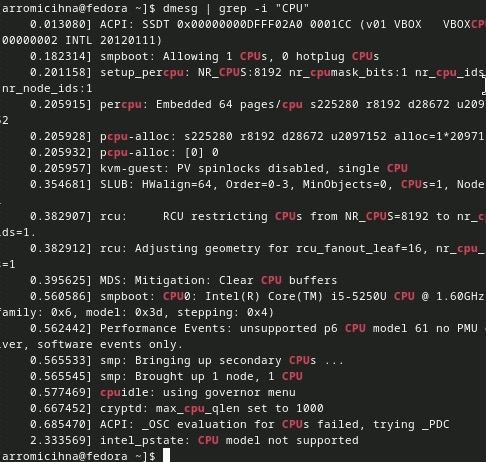 arromicihna@fedora ~]$ dmesg | grep -i "CPU"
0.013080] ACPI: SSDT 0x00000000DFFF02A0 0001CC (v01 VBOX   VBOXCP
00000002 INTL 20120111)
0.182314] smpboot: Allowing 1 CPUs, 0 hotplug CPUs
0.201158] setup_percpu: NR_CPUS:8192 nr_cpumask_bits:1 nr_cpu_ids
nr_node_ids:1
0.205915] percpu: Embedded 64 pages/cpu s225280 r8192 d28672 u209
52
0.205928] pcpu-alloc: s225280 r8192 d28672 u2097152 alloc=1*20971
0.205932] pcpu-alloc: [0] 0
0.205957] kvm-guest: PV spinlocks disabled, single CPU
0.354681] SLUB: HWalign=64, Order=0-3, MinObjects=0, CPUs=1, Node
0.382907] rcu:     RCU restricting CPUs from NR_CPUS=8192 to nr_c
ds=1.
0.382912] rcu: Adjusting geometry for rcu_fanout_leaf=16, nr_cpu_
=1
0.395625] MDS: Mitigation: Clear CPU buffers
0.560586] smpboot: CPU0: Intel(R) Core(TM) i5-5250U CPU @ 1.60GHz
family: 0x6, model: 0x3d, stepping: 0x4)
0.562442] Performance Events: unsupported p6 CPU model 61 no PMU
ver, software events only.
0.565533] smp: Bringing up secondary CPUs ...
0.565545] smp: Brought up 1 node, 1 CPU
0.577469] cpuidle: using governor menu
0.667452] cryptd: max_cpu_qlen set to 1000
0.685470] ACPI: _OSC evaluation for CPUs failed, trying _PDC
2.333569] intel_pstate: CPU model not supported
arromicihna@fedora ~]$